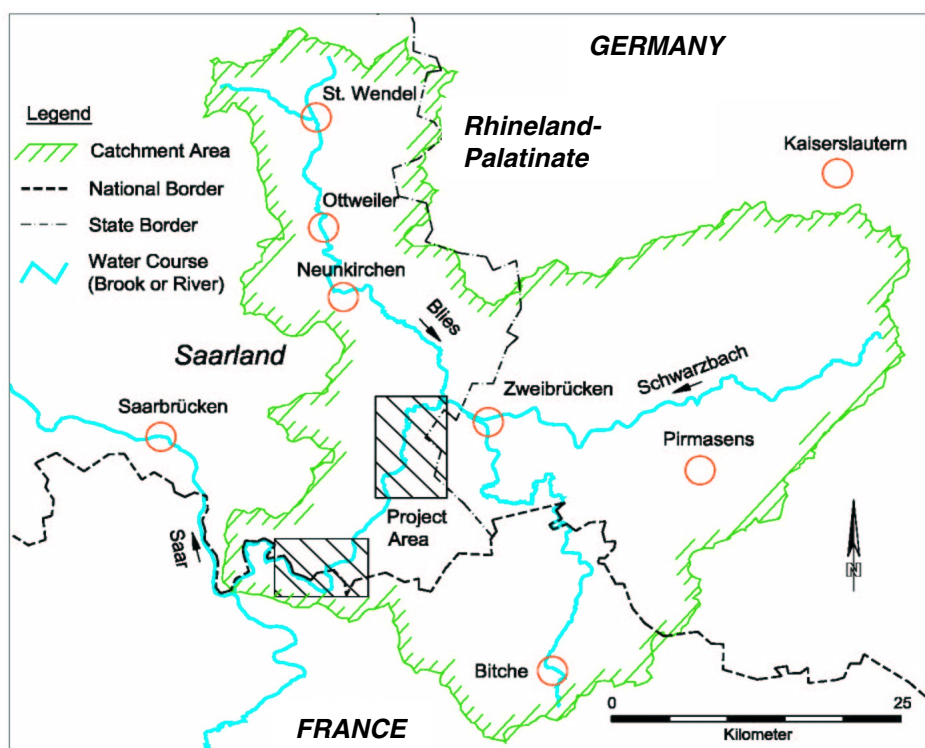 GERMANY
St. Wendel
Legend
Rhineland-
Palatinate
Kaiserslautern
Catchment Area
National Border
Ottweiler
State Border
Water Course
(Brook or River)
Neunkirchen
Blies
Saarland
Zweibrücken
Schwarzbach
Saarbrücken
Pirmasens
Project
Area
Saar
N
Bitche
0
25
Kilometer
FRANCE